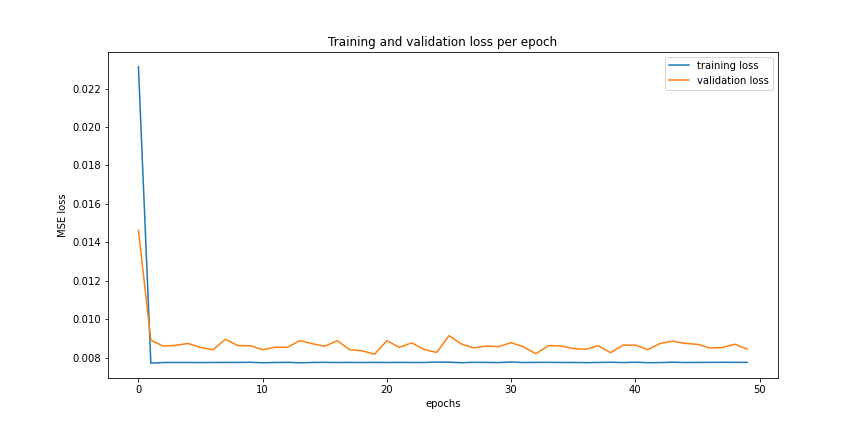 Training and validation loss per epoch
training loss
validation loss
MSE loss
0.022
0.020
0.018
0.016
0.014
0.012
0.010
0.008
0
10
20
30
40
50
epochs